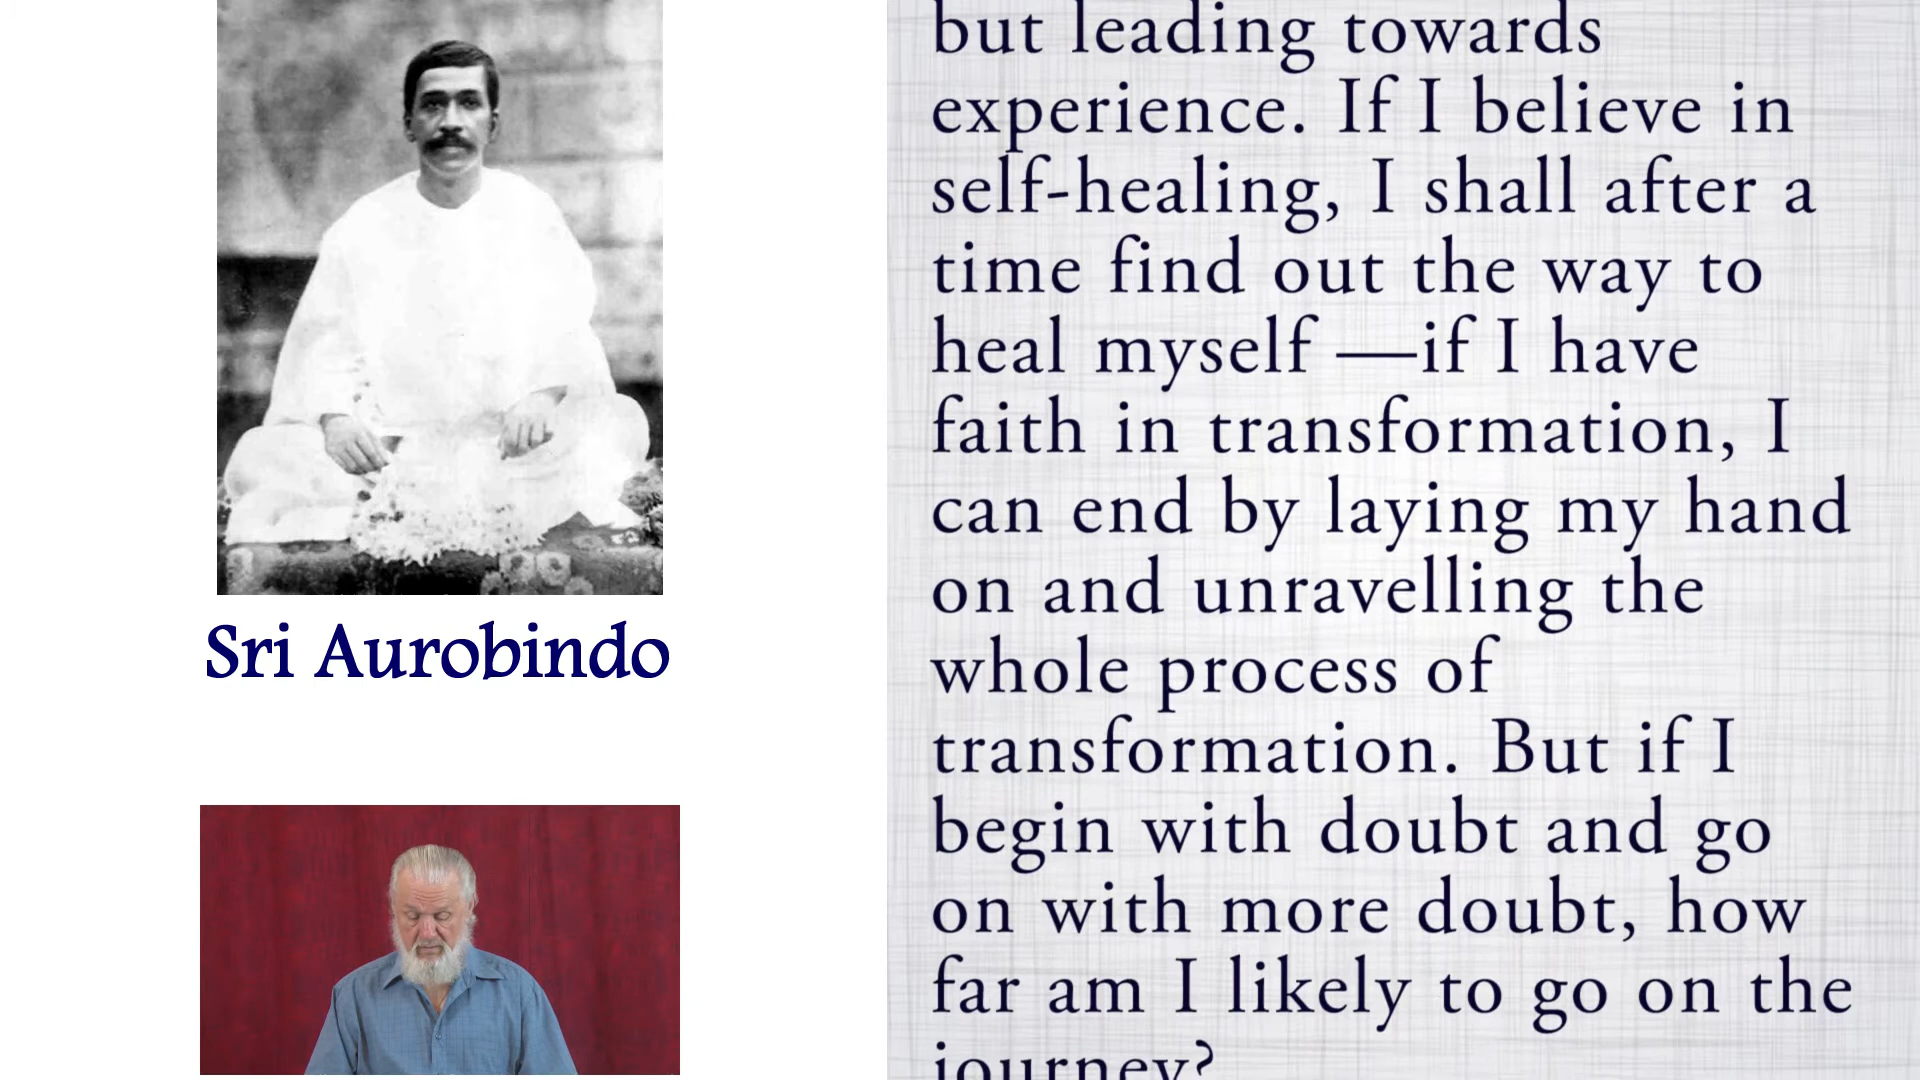 Sri Aurobindo
but leading towards
experience. If I believe in
self-healing, I shall after a
time find out the way to
heal myself —if I have
faith in transformation, I
can end by laying my hand
on and unravelling the
whole process of
transformation. But if I
begin with doubt and go
on with more doubt, how
far am I likely to go on the
journey?